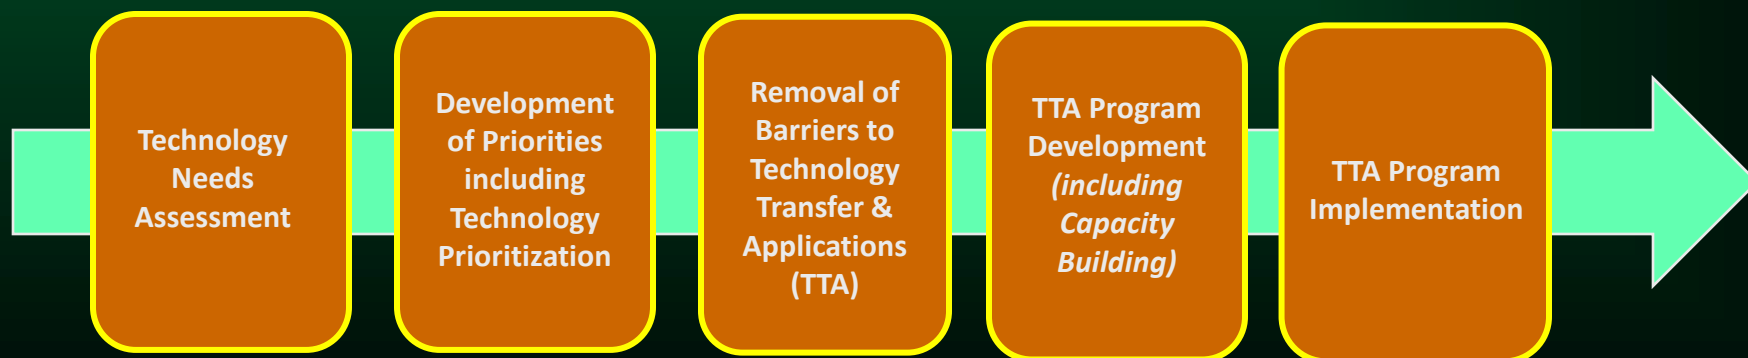 Technology
Needs
Assessment
Development
of Priorities
including
Technology
Prioritization
Removal of
Barriers to
Technology
Transfer &
Applications
(TTA)
TTA Program
Development
(including
Capacity
Building)
TTA Program
Implementation